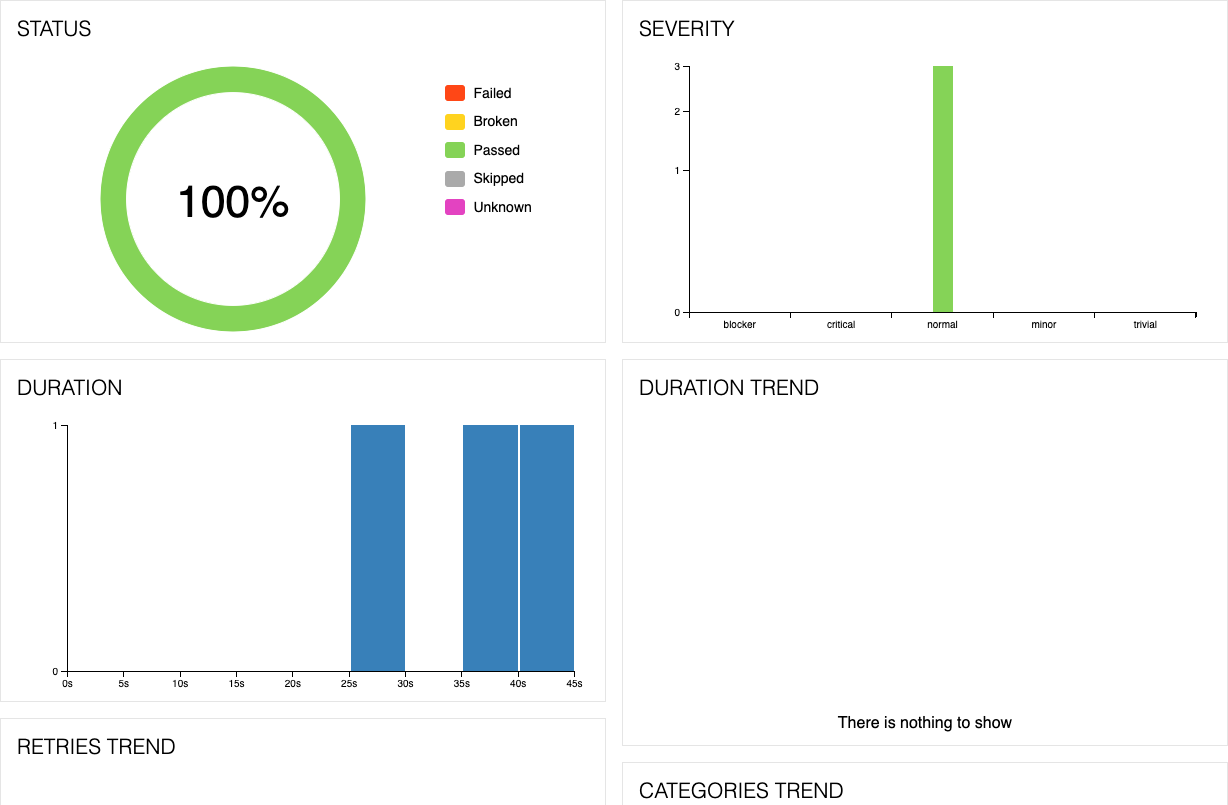 STATUS
100%
Failed
Broken
Passed
Skipped
Unknown
SEVERITY
3
2
1
0
blocker critical normal minor trivial
DURATION
1
0
0s 5s 10s 15s 20s 25s 30s 35s 40s 45s
DURATION TREND
There is nothing to show
RETRIES TREND
CATEGORIES TREND